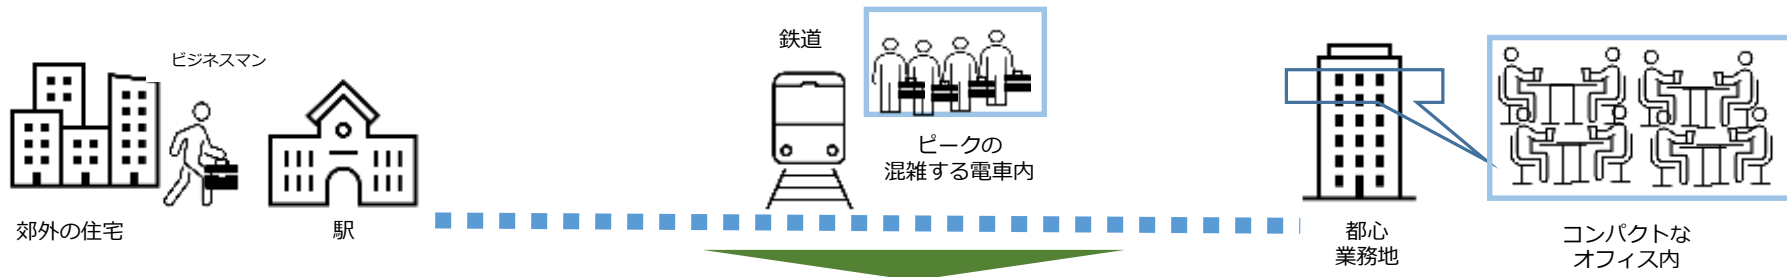 ビジネスマン
郊外の住宅
駅
鉄道
ピークの
混雑する電車内
都心
業務地
コンパクトな
オフィス内